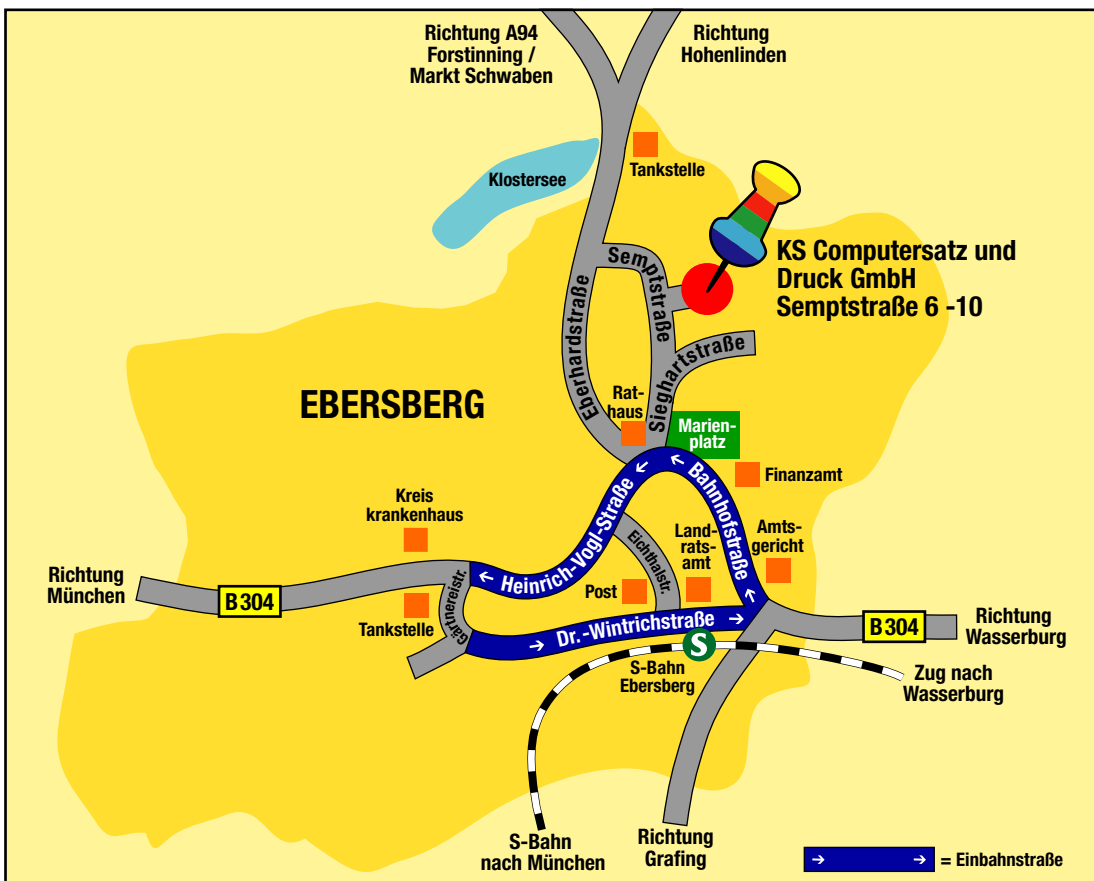 Richtung A94
Forstinning /
Markt Schwaben
Richtung
Hohenlinden
Klostersee
Tankstelle
KS Computersatz und
Druck GmbH
Semptstraße 6 -10
Semptstraße
Eberhardstraße
Sieghartstraße
EBERSBERG
Rat-
haus
Marien-
platz
Finanzamt
Bahnhofstraße
Heinrich-Vogl-Straße
Kreis
krankenhaus
Eichthalstr.
Land-
rats-
amt
Amts-
gericht
Richtung
München
B 304
Gärtnereistr.
Tankstelle
Post
Dr.-Wintrichstraße
B 304
Richtung
Wasserburg
S
S-Bahn
Ebersberg
Zug nach
Wasserburg
S-Bahn
nach München
Richtung
Grafing
= Einbahnstraße